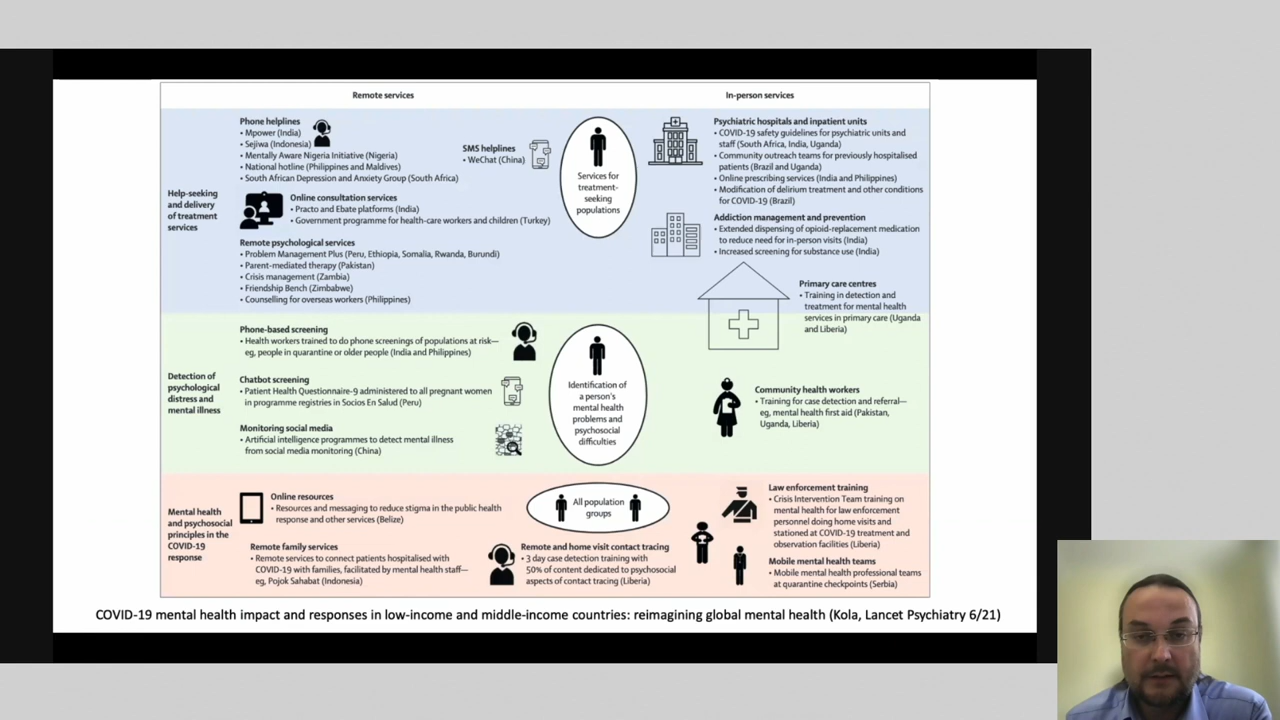 Remote services
In-person services
Help-seeking
and delivery
of treatment
services
Phone helplines
• Mpower (India)
• Sejiwa (Indonesia)
• Mentally Aware Nigeria Initiative (Nigeria)
• National hotline (Philippines and Maldives)
• South African Depression and Anxiety Group (South Africa)
SMS helplines
• WeChat (China)
Online consultation services
• Practo and Ebate platforms (India)
• Government programme for health-care workers and children (Turkey)
Remote psychological services
• Problem Management Plus (Peru, Ethiopia, Somalia, Rwanda, Burundi)
• Parent-mediated therapy (Pakistan)
• Crisis management (Zambia)
• Friendship Bench (Zimbabwe)
• Counselling for overseas workers (Philippines)
Services for
treatment-
seeking
populations
Psychiatric hospitals and inpatient units
• COVID-19 safety guidelines for psychiatric units and
staff (South Africa, India, Uganda)
• Community outreach teams for previously hospitalised
patients (Brazil and Uganda)
• Online prescribing services (India and Philippines)
• Modification of delirium treatment and other conditions
for COVID-19 (Brazil)
Addiction management and prevention
• Extended dispensing of opioid-replacement medication
to reduce need for in-person visits (India)
• Increased screening for substance use (India)
Primary care centres
• Training in detection and
treatment for mental health
services in primary care (Uganda
and Liberia)
Detection of
psychological
distress and
mental illness
Phone-based screening
• Health workers trained to do phone screenings of populations at risk—
eg, people in quarantine or older people (India and Philippines)
Chatbot screening
• Patient Health Questionnaire-9 administered to all pregnant women
in programme registries in Socios En Salud (Peru)
Monitoring social media
• Artificial intelligence programmes to detect mental illness
from social media monitoring (China)
Identification of
a person's
mental health
problems and
psychosocial
difficulties
Community health workers
• Training for case detection and referral—
eg, mental health first aid (Pakistan,
Uganda, Liberia)
Mental health
and psychosocial
principles in the
COVID-19
response
Online resources
• Resources and messaging to reduce stigma in the public health
response and other services (Belize)
Remote family services
• Remote services to connect patients hospitalised with
COVID-19 with families, facilitated by mental health staff—
eg, Pojok Sahabat (Indonesia)
All population
groups
Remote and home visit contact tracing
• 3 day case detection training with
50% of content dedicated to psychosocial
aspects of contact tracing (Liberia)
Law enforcement training
• Crisis Intervention Team training on
mental health for law enforcement
personnel doing home visits and
stationed at COVID-19 treatment and
observation facilities (Liberia)
Mobile mental health teams
• Mobile mental health professional teams
at quarantine checkpoints (Serbia)
COVID-19 mental health impact and responses in low-income and middle-income countries: reimagining global mental health (Kola, Lancet Psychiatry 6/21)